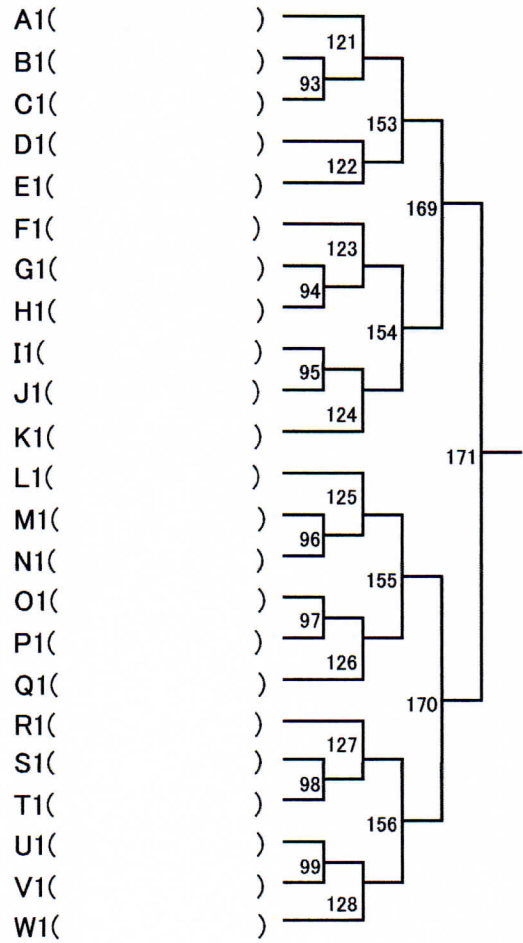 A1( )
121
B1( )
93
C1( )
153
D1( )
122
E1( )
169
F1( )
123
G1( )
94
H1( )
154
I1( )
95
J1( )
124
K1( )
171
L1( )
125
M1( )
96
N1( )
155
O1( )
97
P1( )
126
Q1( )
170
R1( )
127
S1( )
98
T1( )
156
U1( )
99
V1( )
128
W1( )